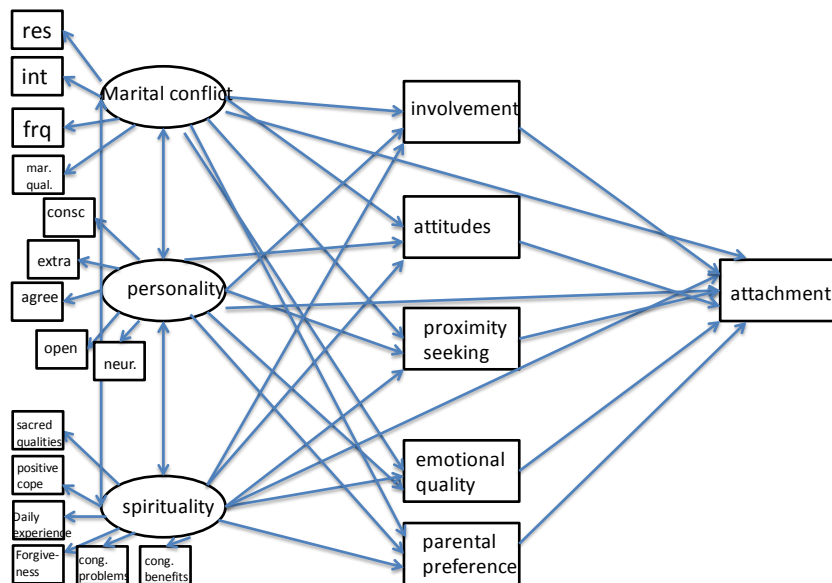 res
int
frq
mar.
qual.
consc
extra
agree
open
neur.
sacred
qualities
positive
cope
Daily
experience
Forgive-
ness
cong.
problems
cong.
benefits
Marital conflict
personality
spirituality
involvement
attitudes
proximity
seeking
emotional
quality
parental
preference
attachment